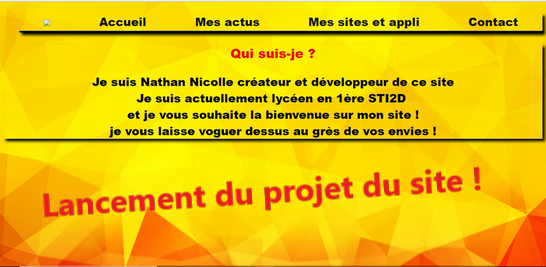 Accueil Mes actus Mes sites et appli Contact
Qui suis-je ?
Je suis Nathan Nicolle créateur et développeur de ce site
Je suis actuellement lycéen en 1ère STI2D
et je vous souhaite la bienvenue sur mon site !
je vous laisse voguer dessus au grès de vos envies !
Lancement du projet du site !